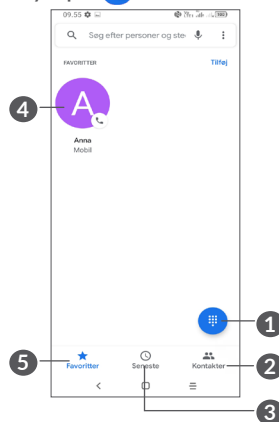 09.55
Søg efter personer og ste
FAVORITTER Tilføj
4
A
Anna
Mobil
1
5
Favoritter Seneste Kontakter
2
3